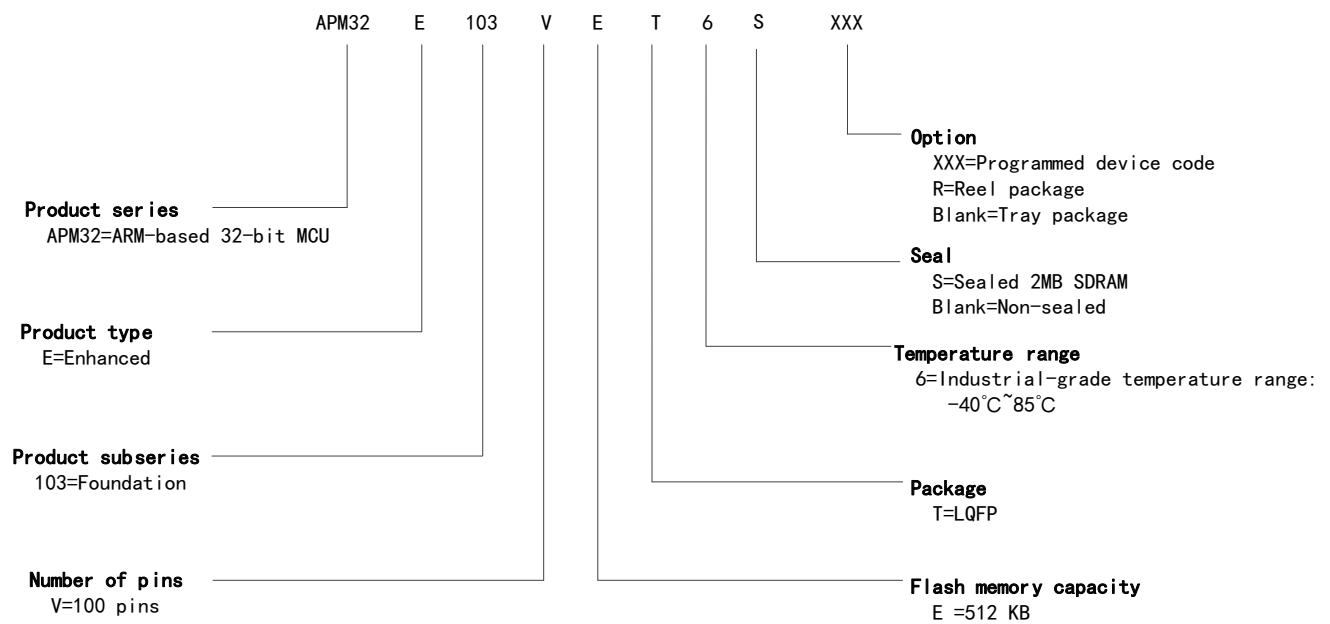 APM32 E 103 V E T 6 S XXX
Product series
APM32=ARM-based 32-bit MCU
Product type
E=Enhanced
Product subseries
103=Foundation
Number of pins
V=100 pins
Option
XXX=Programmed device code
R=Reel package
Blank=Tray package
Seal
S=Sealed 2MB SDRAM
Blank=Non-sealed
Temperature range
6=Industrial-grade temperature range:
-40℃~85℃
Package
T=LQFP
Flash memory capacity
E =512 KB